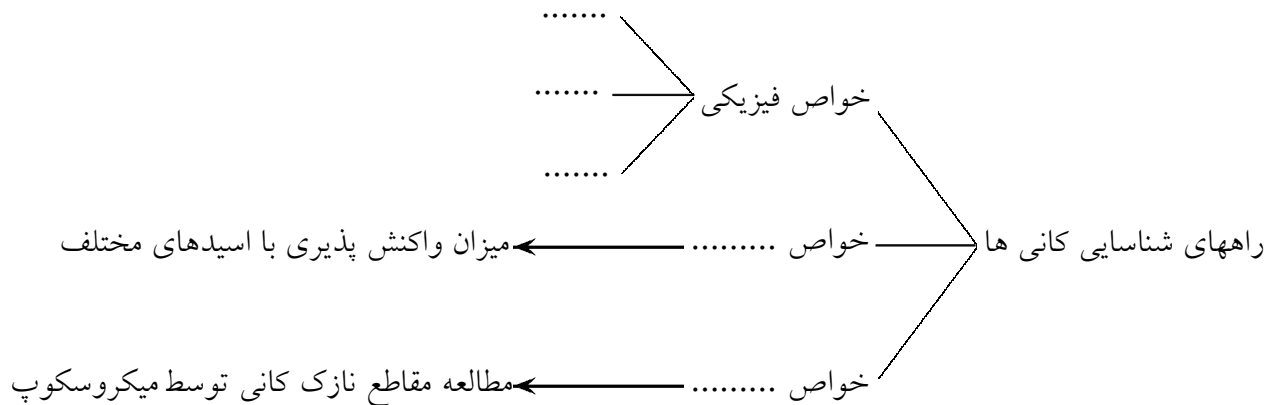 .......
خواص فیزیکی .......
.......
راههای شناسایی کانی ها خواص ......... میزان واکنش پذیری با اسیدهای مختلف
خواص ......... مطالعه مقاطع نازک کانی توسط میکروسکوپ